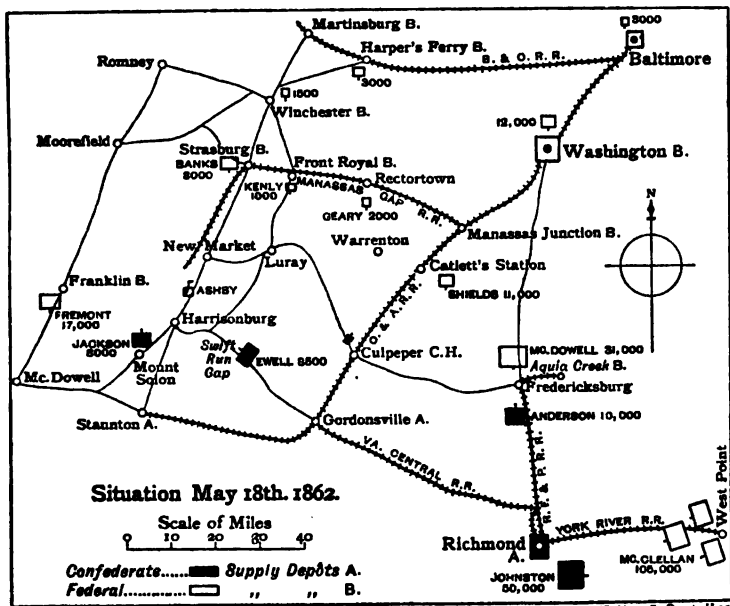 Martinsburg B.
3000
Harper's Ferry B.
B. & O. R. R.
Baltimore
Romney
3000
1500
Winchester B.
12,000
Moorefield
Strasburg B.
Washington B.
BANKS
8000
Front Royal B.
KENLY
1000
MANASSAS
GAP R.R.
Rectortown
GEARY 2000
N
Manassas Junction B.
Warrenton
New Market
Luray
Catlett's Station
Franklin B.
ASHBY
SHIELDS 11,000
FREMONT
17,000
O. & A. R.R.
Harrisonburg
JACKSON
8000
Swift
Run
Gap
EWELL 8500
Culpeper C.H.
MC. DOWELL 31,000
Aquia Creek B.
Mc. Dowell
Mount
Solon
Fredericksburg
Staunton A.
Gordonsville A.
ANDERSON 10,000
VA. CENTRAL R.R.
R. F. & P. R. R.
Situation May 18th. 1862.
West Point
Scale of Miles
0 10 20 30 40
Richmond
A.
YORK RIVER R.R.
MC. CLELLAN
105,000
Confederate...... Supply Depôts A.
JOHNSTON
50,000
Federal............... ,, ,, B.